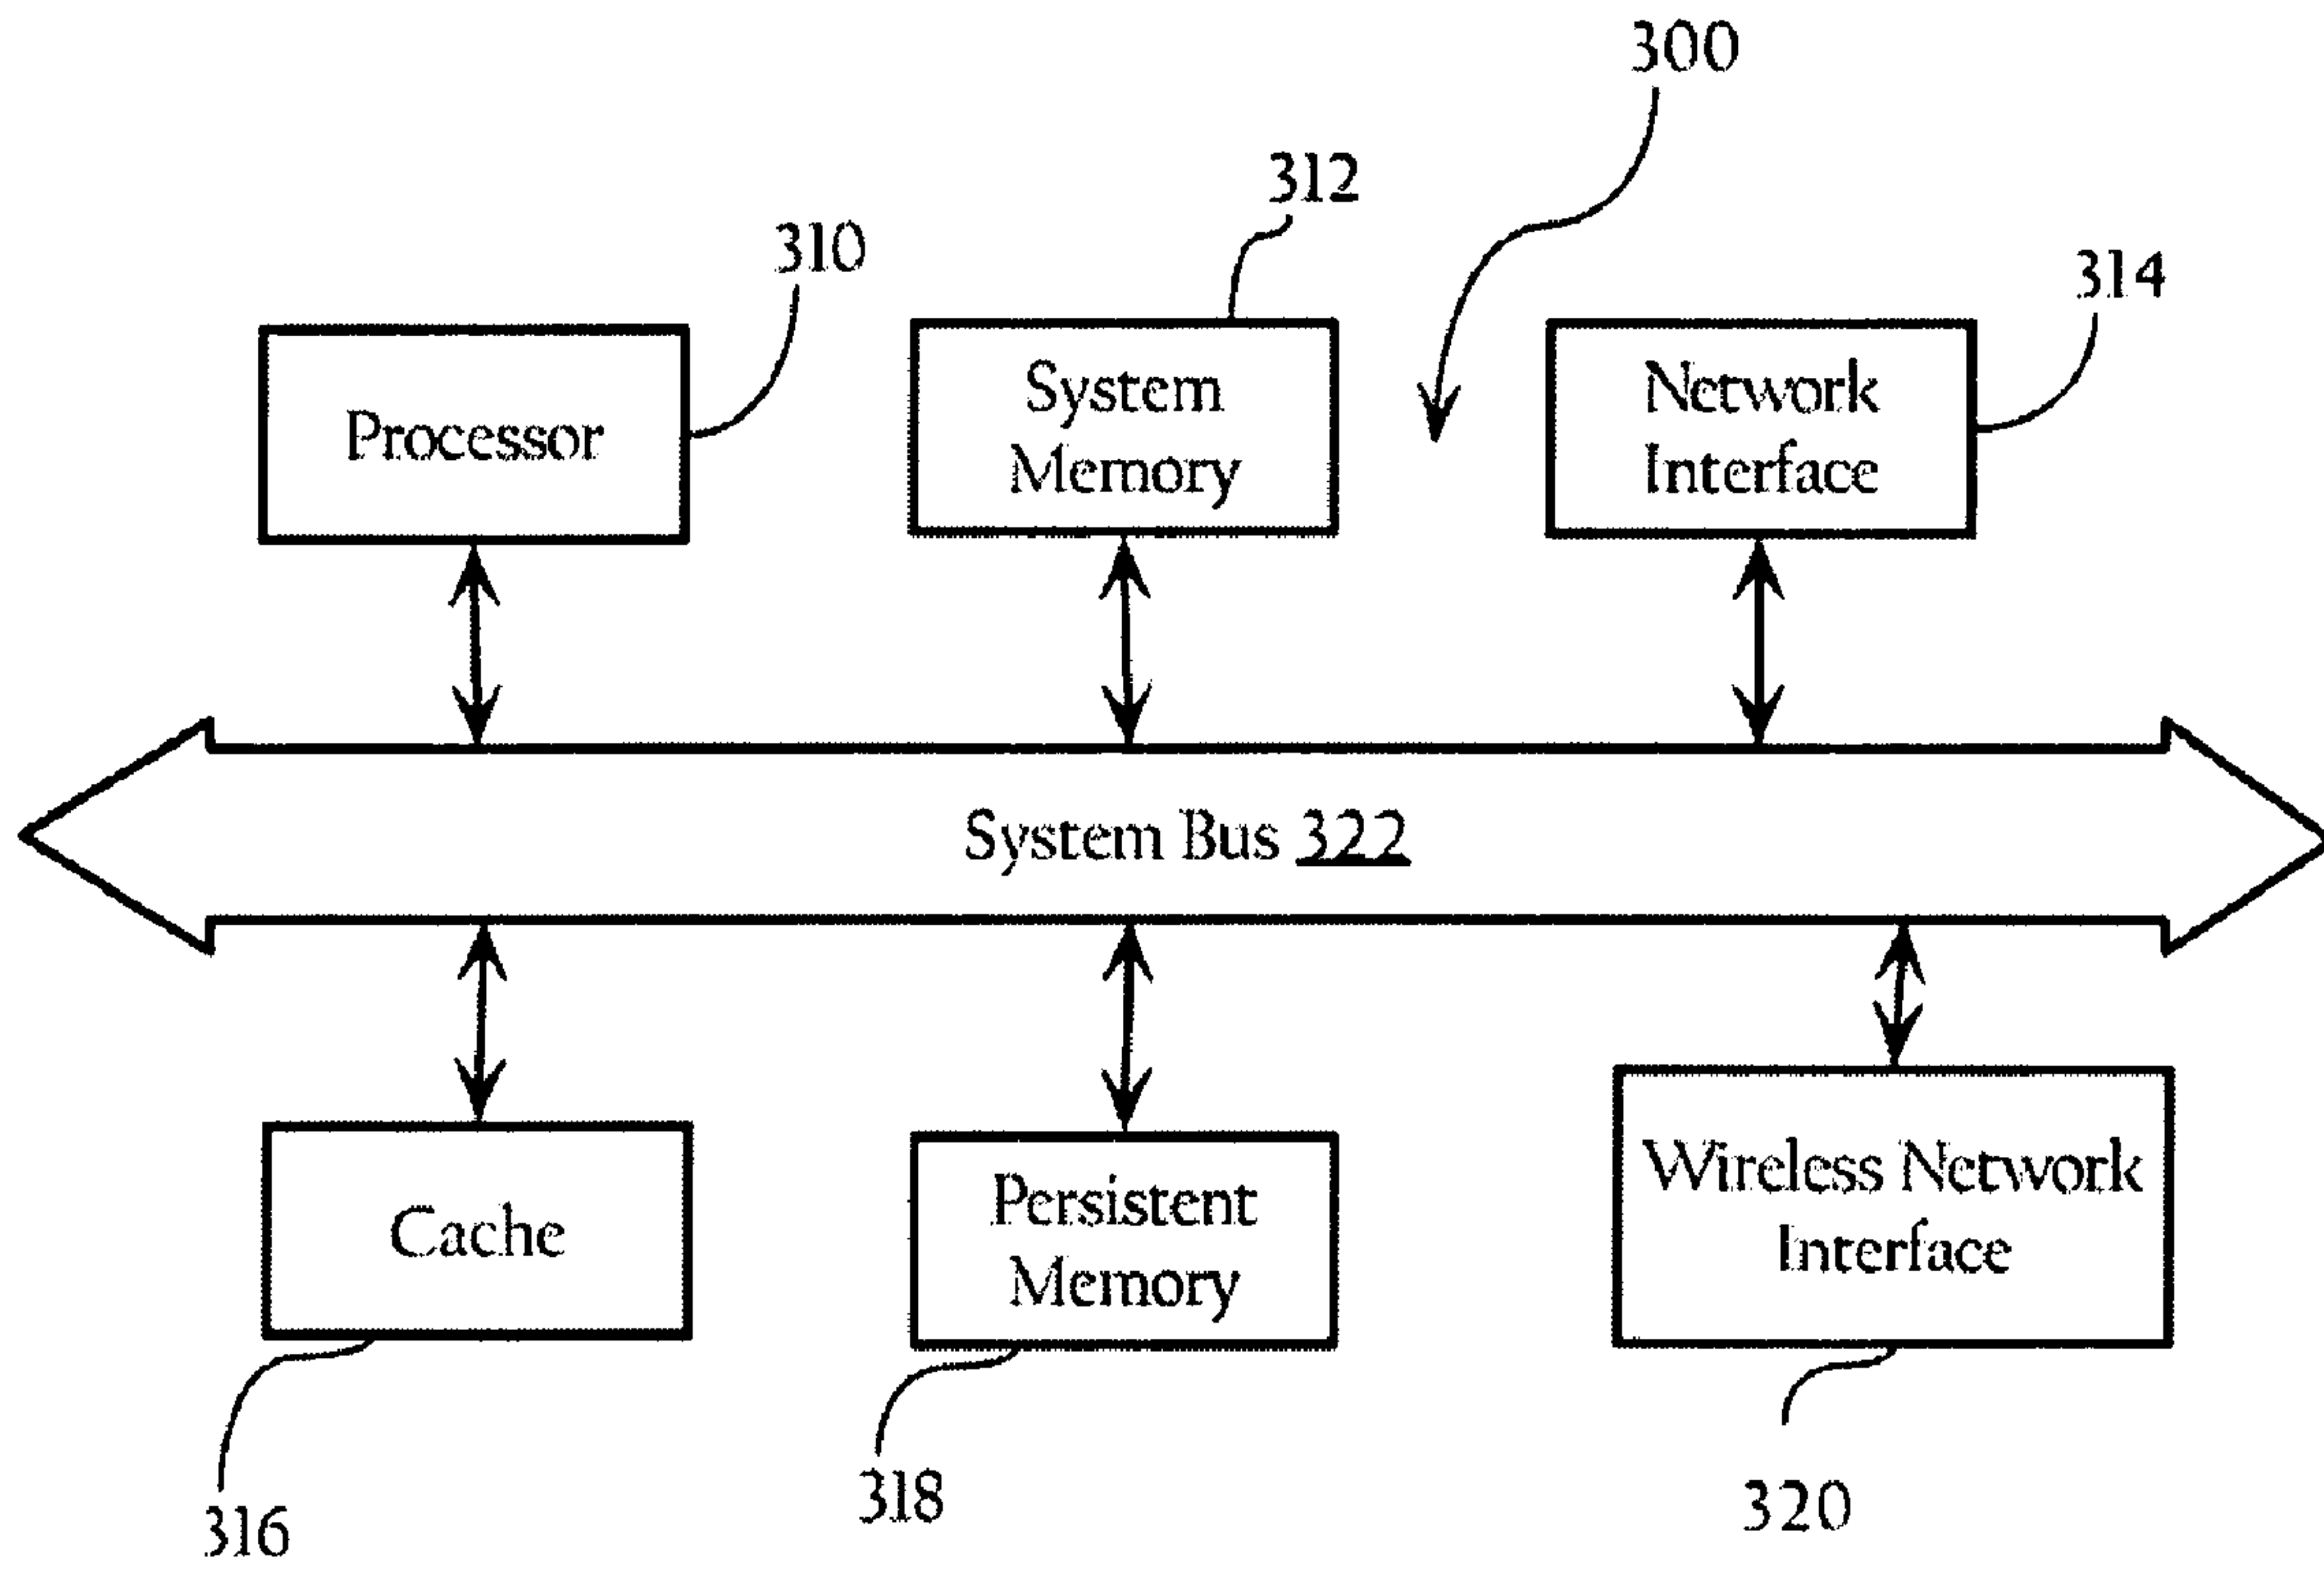 300
312
310
314
Processor
System
Memory
Network
Interface
System Bus 322
Cache
Persistent
Memory
Wireless Network
Interface
316
318
320